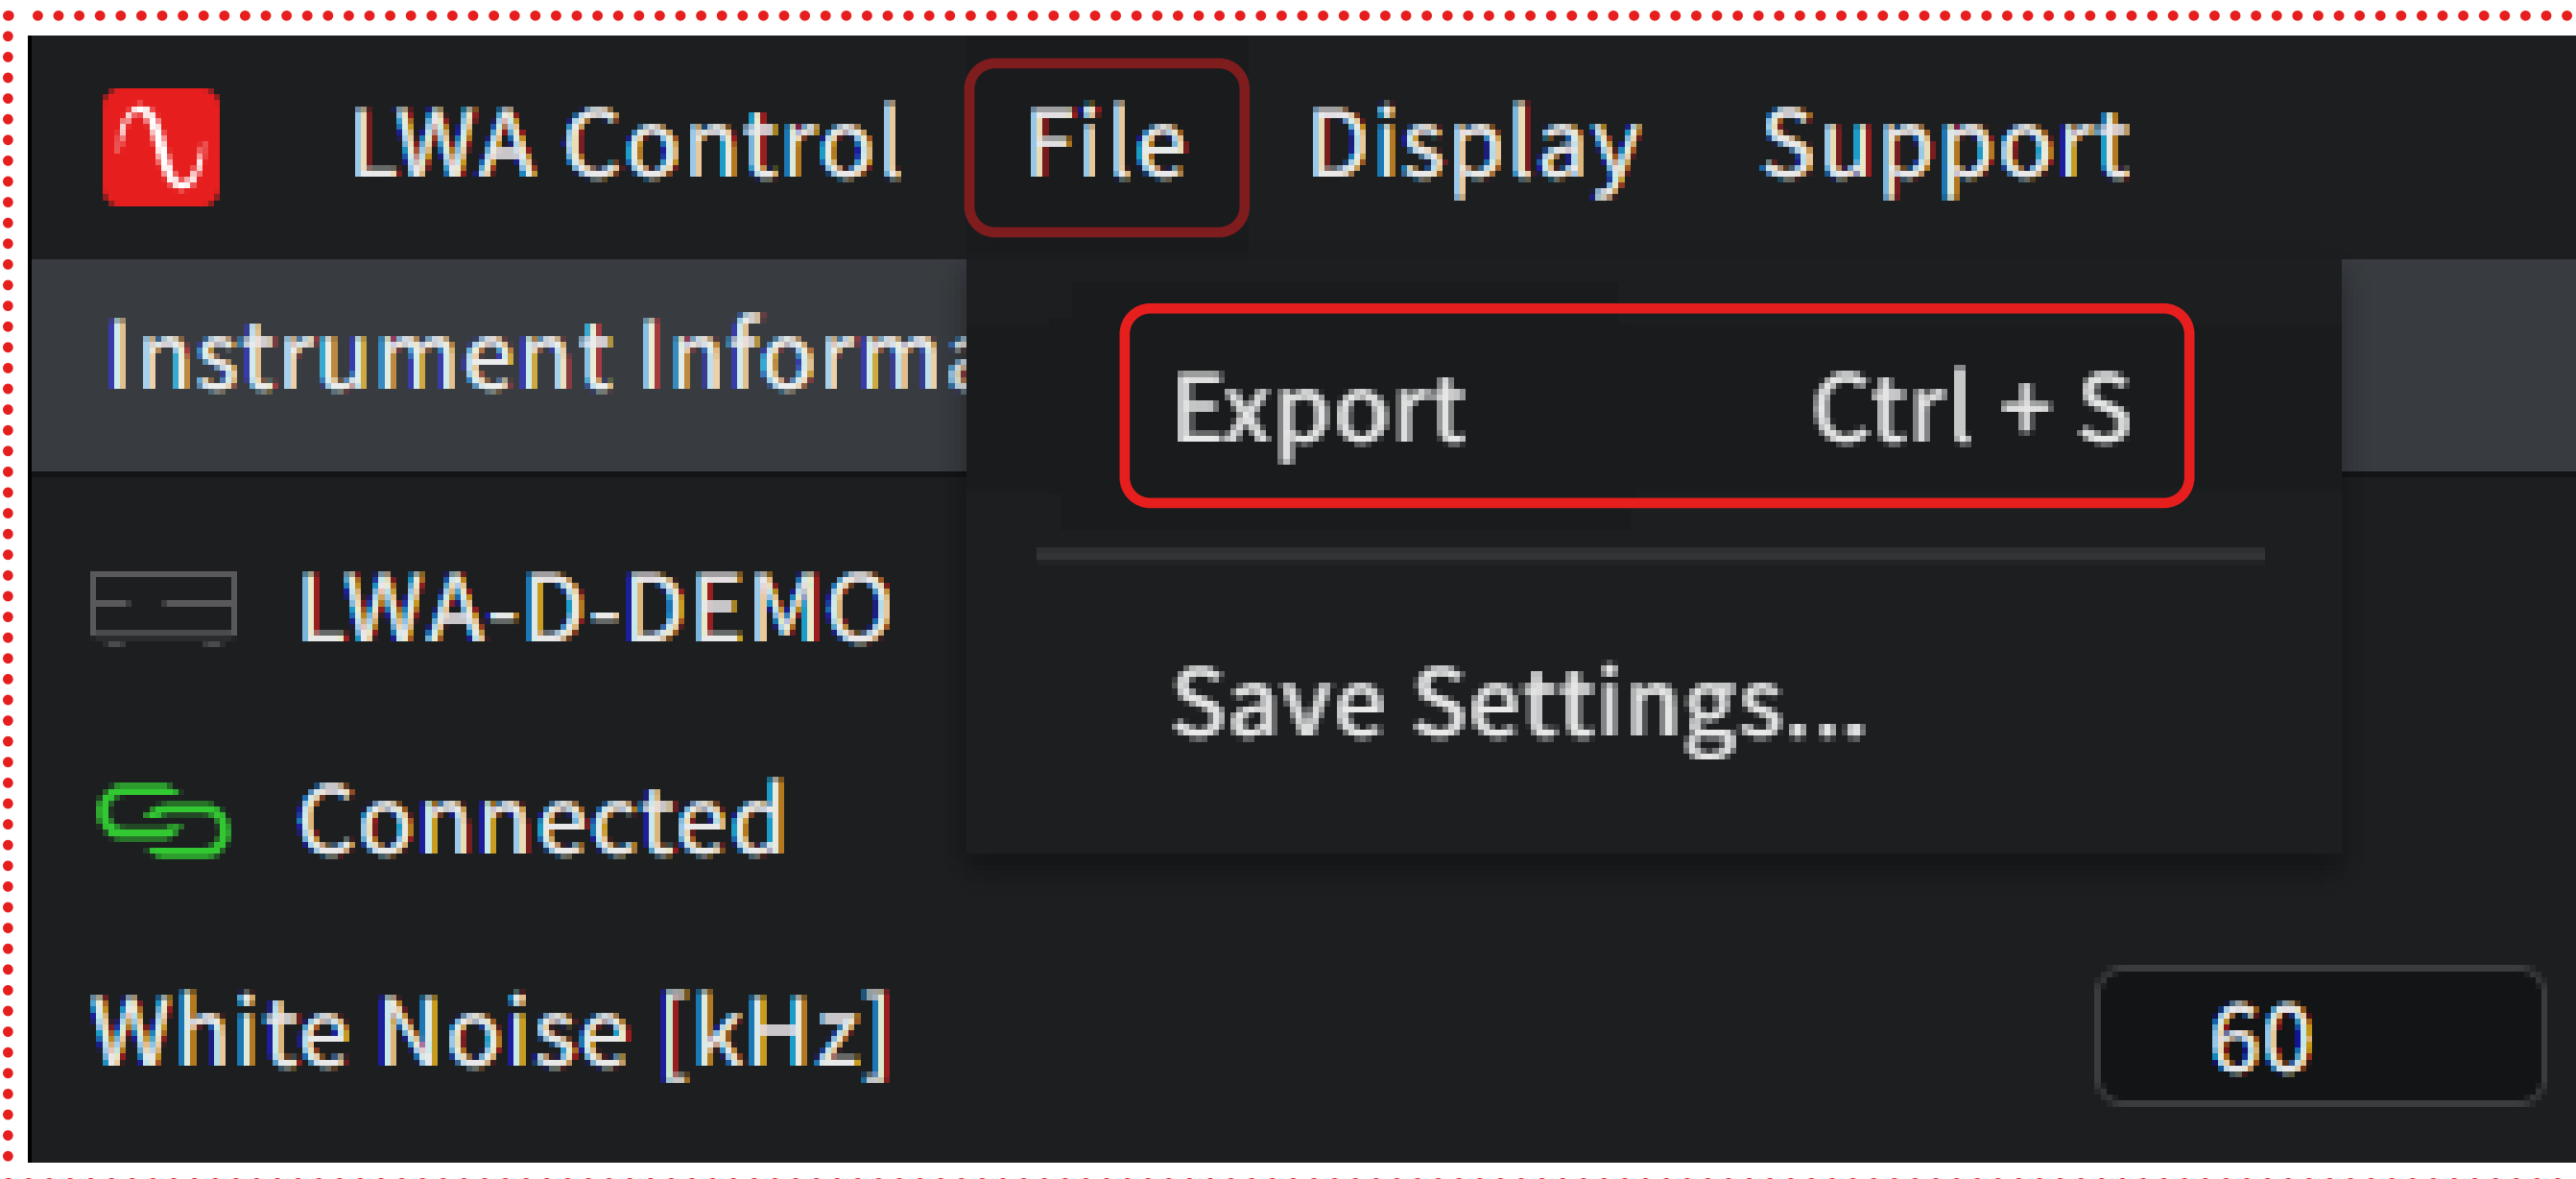 LWA Control File Display Support
Instrument Informa
Export Ctrl + S
LWA-D-DEMO
Save Settings...
Connected
White Noise [kHz] 60